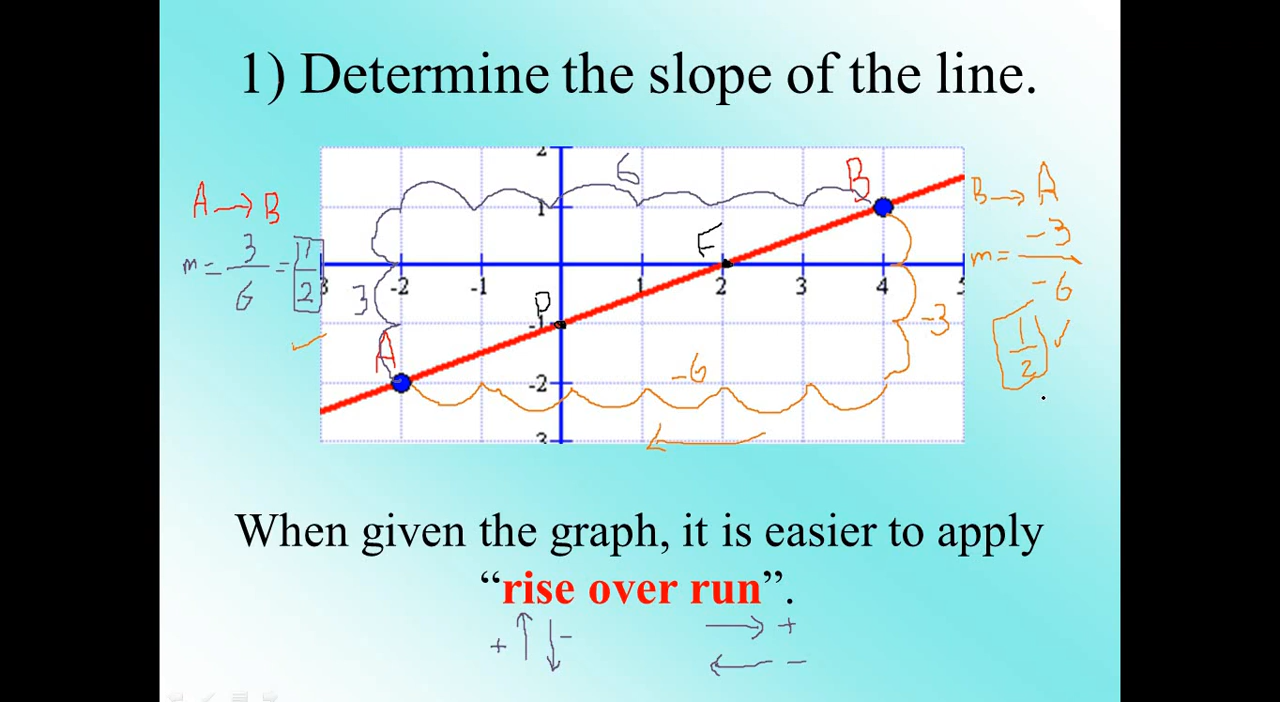 1) Determine the slope of the line.
2
6
B
A → B
B → A
1
m = 3/6 = 1/2
F
m = -3/-6
3
-2
-1
1
2
3
4
5
3
D
-1
-3
1/2
A
-2
-6
3
When given the graph, it is easier to apply
“rise over run”.
+ ↑ ↓ -
→ +
← -